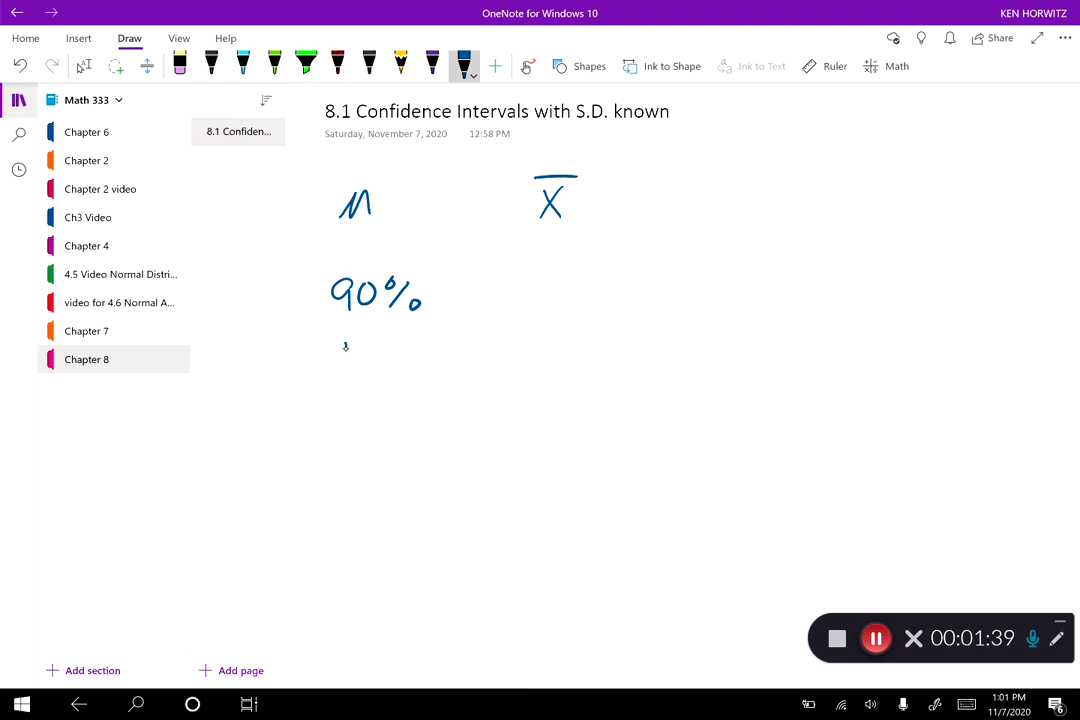 OneNote for Windows 10
KEN HORWITZ
Home Insert Draw View Help
Share
Shapes Ink to Shape Ink to Text Ruler Math
Math 333
8.1 Confiden...
Chapter 6
Chapter 2
Chapter 2 video
Ch3 Video
Chapter 4
4.5 Video Normal Distri...
video for 4.6 Normal A...
Chapter 7
Chapter 8
8.1 Confidence Intervals with S.D. known
Saturday, November 7, 2020 12:58 PM
μ X̅
90%
00:01:39
Add section Add page
1:01 PM
11/7/2020
6